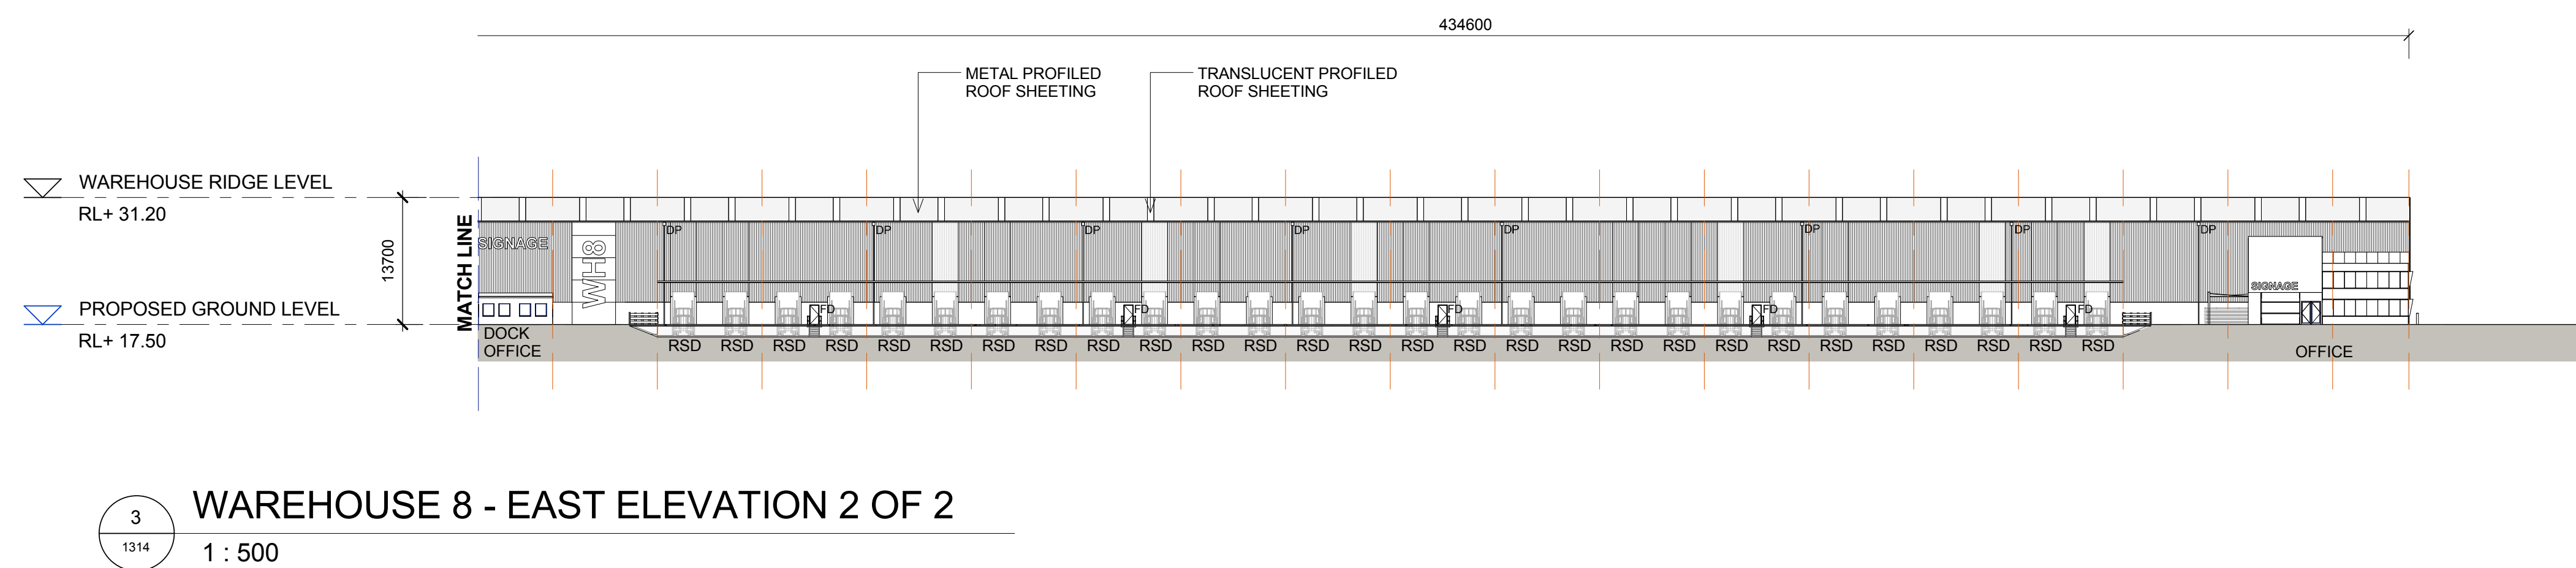 434600
METAL PROFILED
ROOF SHEETING
TRANSLUCENT PROFILED
ROOF SHEETING
WAREHOUSE RIDGE LEVEL
RL+ 31.20
13700
PROPOSED GROUND LEVEL
RL+ 17.50
MATCH LINE
SIGNAGE
WH8
DP DP DP DP DP DP DP DP
SIGNAGE
FD FD FD FD FD
DOCK
OFFICE
RSD RSD RSD RSD RSD RSD RSD RSD RSD RSD RSD RSD RSD RSD RSD RSD RSD RSD RSD RSD RSD RSD RSD RSD RSD RSD RSD RSD
OFFICE
3
1314
WAREHOUSE 8 - EAST ELEVATION 2 OF 2
1 : 500